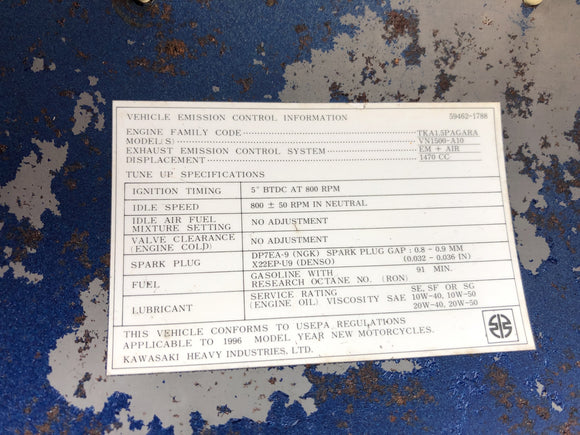 VEHICLE EMISSION CONTROL INFORMATION 59462-1788
ENGINE FAMILY CODE TKA1.5PAGARA
MODEL(S) VN1500-A10
EXHAUST EMISSION CONTROL SYSTEM EM + AIR
DISPLACEMENT 1470 CC
TUNE UP SPECIFICATIONS
IGNITION TIMING 5° BTDC AT 800 RPM
IDLE SPEED 800 ± 50 RPM IN NEUTRAL
IDLE AIR FUEL
MIXTURE SETTING NO ADJUSTMENT
VALVE CLEARANCE
(ENGINE COLD) NO ADJUSTMENT
SPARK PLUG DP7EA-9 (NGK) SPARK PLUG GAP : 0.8 - 0.9 MM
X22EP-U9 (DENSO) (0.032 - 0.036 IN)
FUEL GASOLINE WITH
RESEARCH OCTANE NO. (RON) 91 MIN.
LUBRICANT SERVICE RATING SE, SF OR SG
(ENGINE OIL) VISCOSITY SAE 10W-40, 10W-50
20W-40, 20W-50
THIS VEHICLE CONFORMS TO USEPA REGULATIONS
APPLICABLE TO 1996 MODEL YEAR NEW MOTORCYCLES.
KAWASAKI HEAVY INDUSTRIES, LTD.